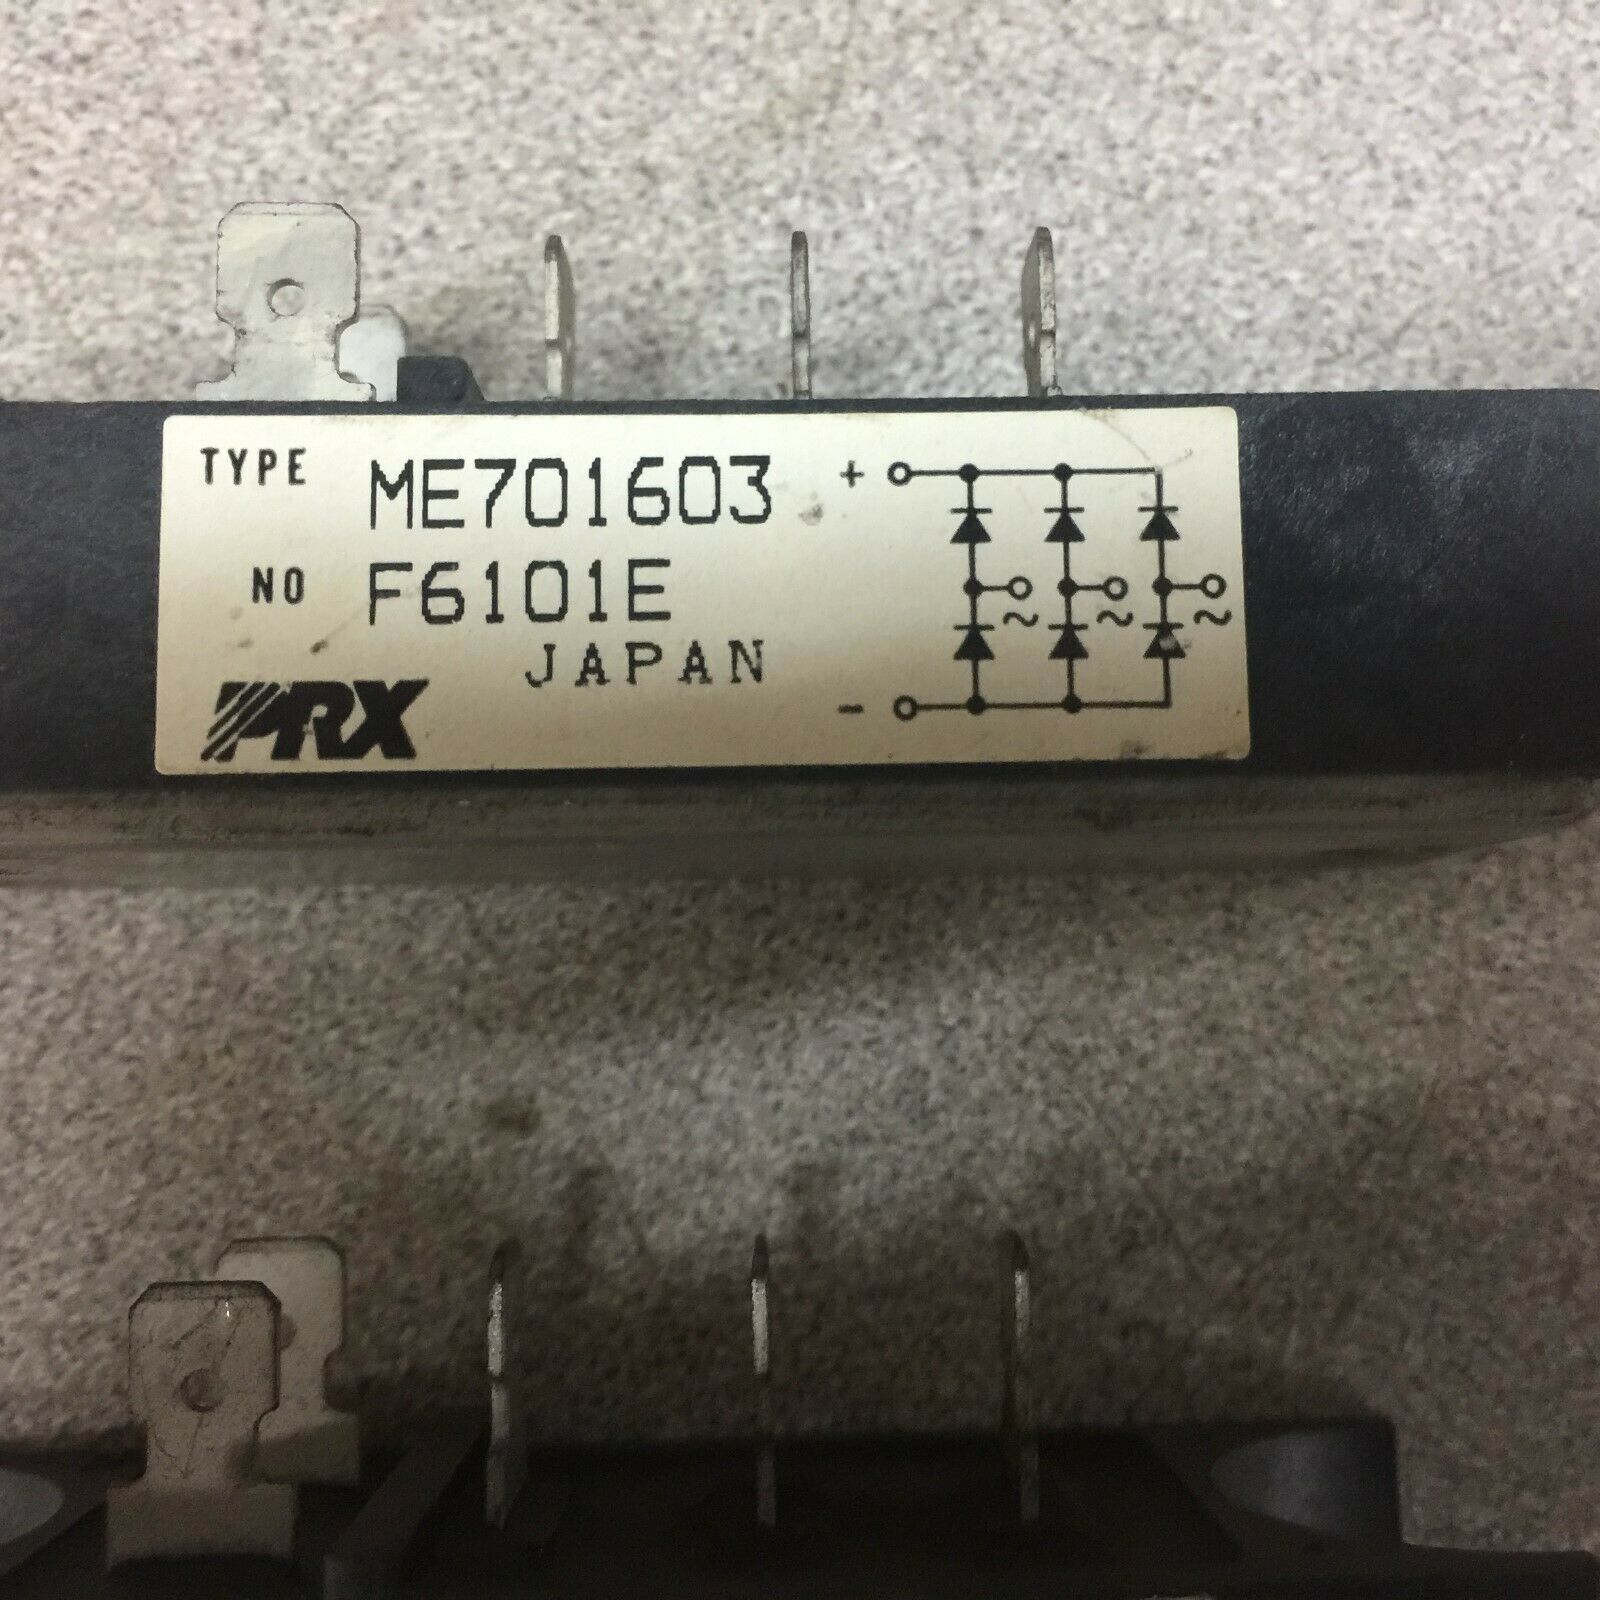 TYPE ME701603
NO F6101E
JAPAN
PRX
+
~ ~ ~
-